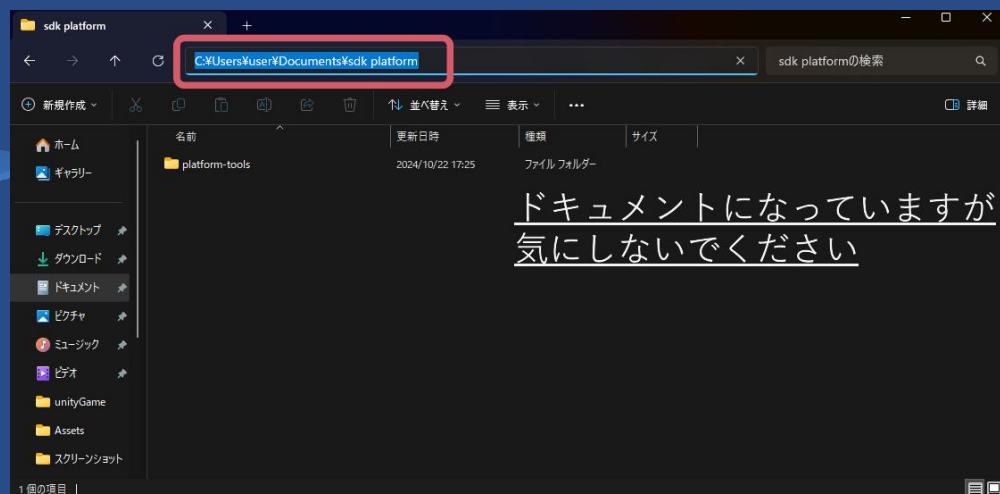 sdk platform
C:¥Users¥user¥Documents¥sdk platform
sdk platformの検索
新規作成
並べ替え
表示
詳細
名前
更新日時
種類
サイズ
ホーム
ギャラリー
platform-tools
2024/10/22 17:25
ファイル フォルダー
ドキュメントになっていますが
気にしないでください
デスクトップ
ダウンロード
ドキュメント
ピクチャ
ミュージック
ビデオ
unityGame
Assets
スクリーンショット
1 個の項目